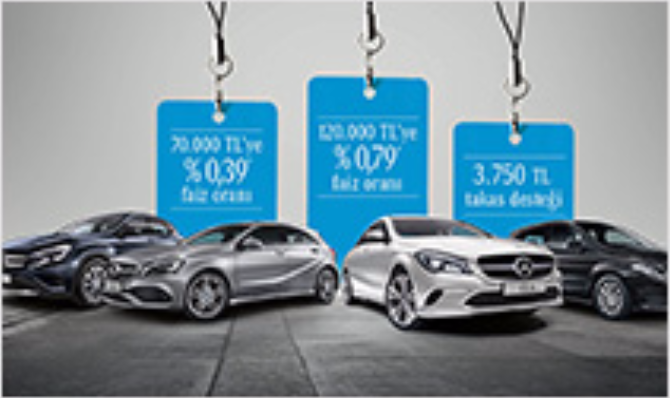 70.000 TL'ye
% 0,39*
faiz oranı
120.000 TL'ye
% 0,79*
faiz oranı
3.750 TL
takas desteği